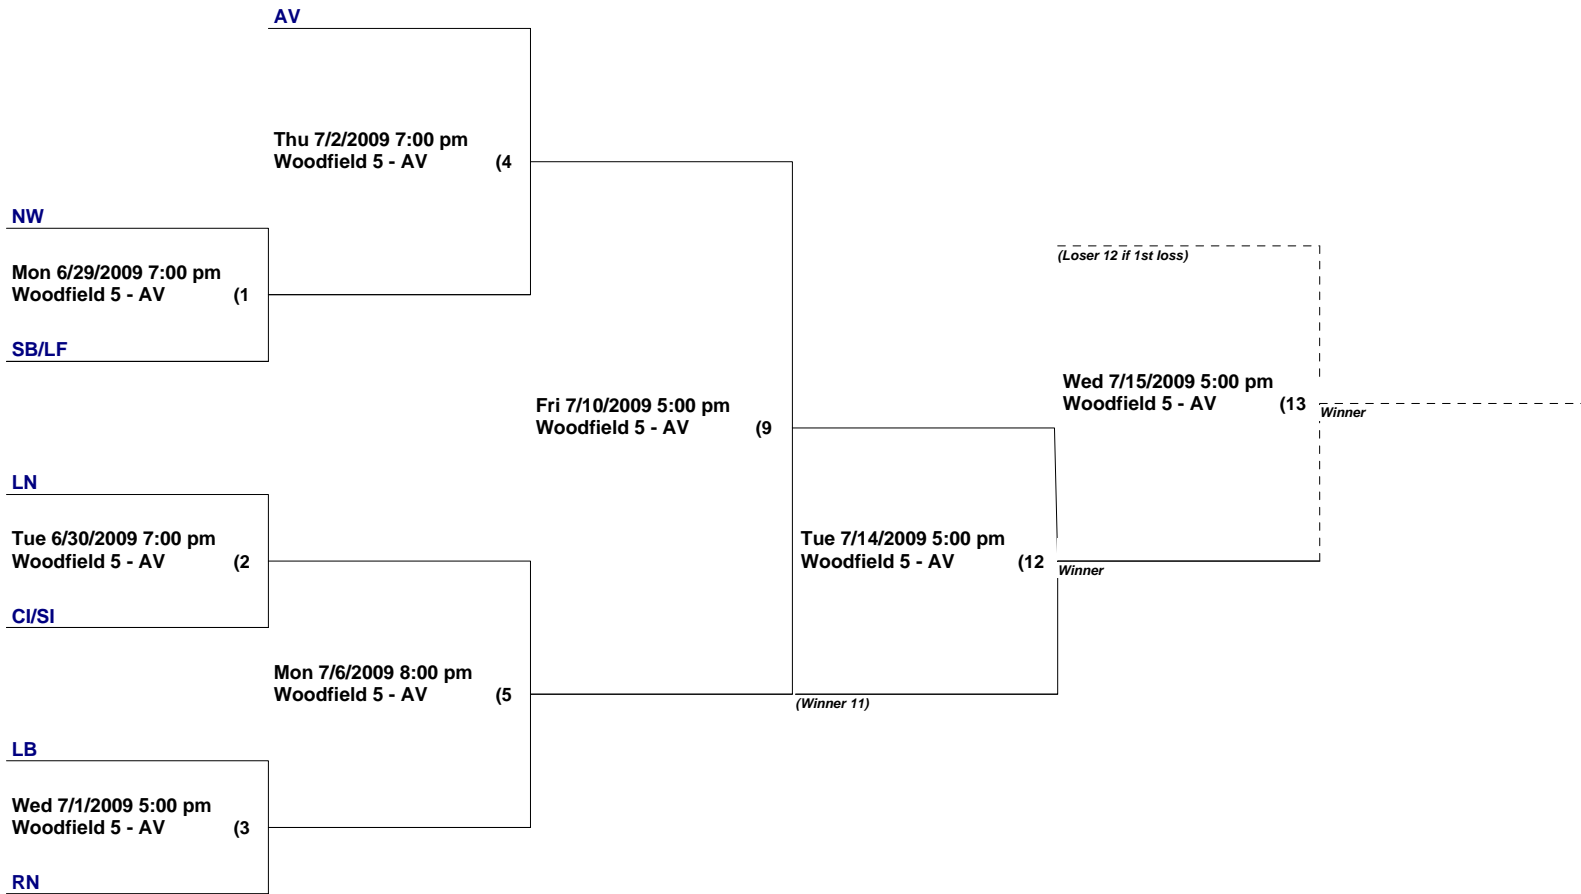 AV
Thu 7/2/2009 7:00 pm
Woodfield 5 - AV (4
NW
Mon 6/29/2009 7:00 pm
Woodfield 5 - AV (1
SB/LF
(Loser 12 if 1st loss)
Wed 7/15/2009 5:00 pm
Woodfield 5 - AV (13
Winner
Fri 7/10/2009 5:00 pm
Woodfield 5 - AV (9
LN
Tue 6/30/2009 7:00 pm
Woodfield 5 - AV (2
CI/SI
Tue 7/14/2009 5:00 pm
Woodfield 5 - AV (12
Winner
Mon 7/6/2009 8:00 pm
Woodfield 5 - AV (5
(Winner 11)
LB
Wed 7/1/2009 5:00 pm
Woodfield 5 - AV (3
RN